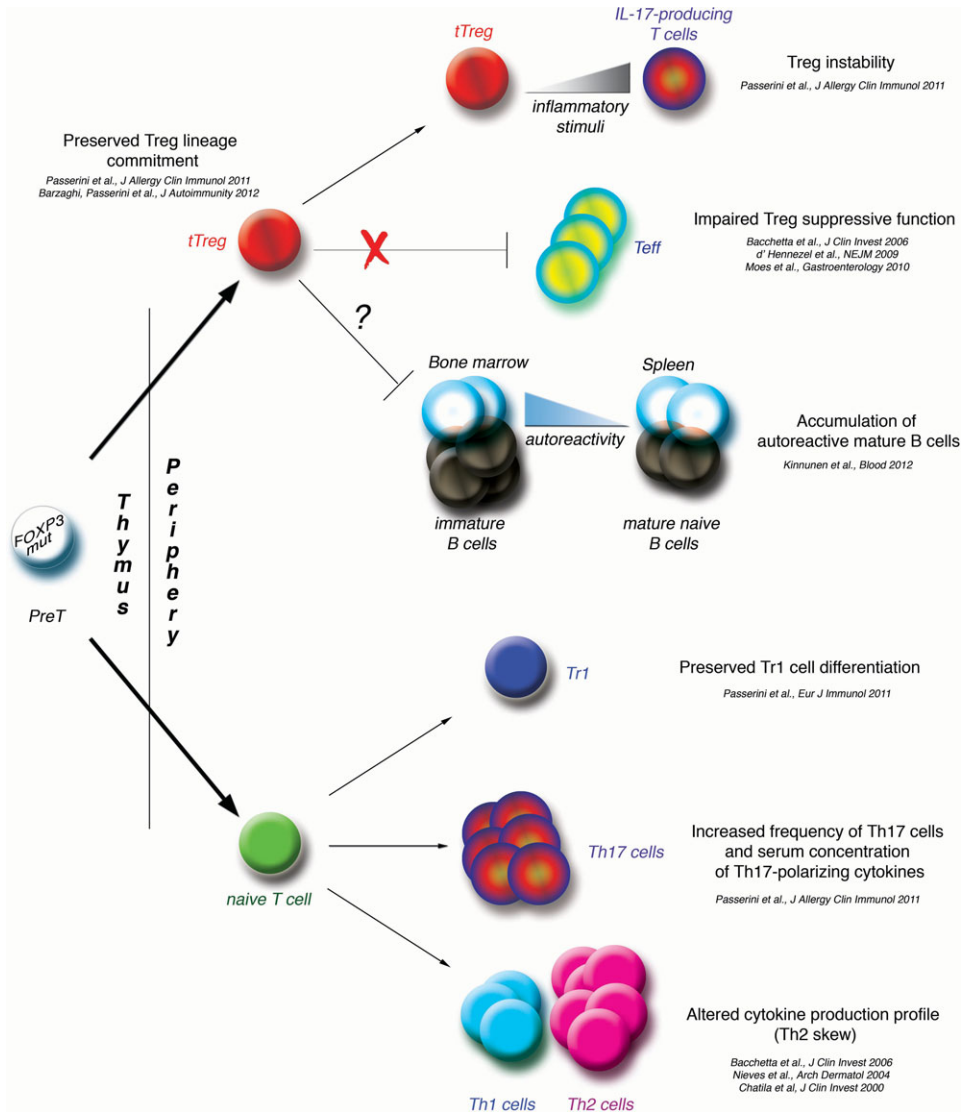 tTreg
IL-17-producing
T cells
inflammatory
stimuli
Treg instability
Passerini et al., J Allergy Clin Immunol 2011
Preserved Treg lineage
commitment
Passerini et al., J Allergy Clin Immunol 2011
Barzaghi, Passerini et al., J Autoimmunity 2012
tTreg
X
Teff
Impaired Treg suppressive function
Bacchetta et al., J Clin Invest 2006
d' Hennezel et al., NEJM 2009
Moes et al., Gastroenterology 2010
?
Bone marrow
Spleen
autoreactivity
immature
B cells
mature naive
B cells
Accumulation of
autoreactive mature B cells
Kinnunen et al., Blood 2012
Thymus
Periphery
FOXP3
mut
PreT
Tr1
Preserved Tr1 cell differentiation
Passerini et al., Eur J Immunol 2011
naive T cell
Th17 cells
Increased frequency of Th17 cells
and serum concentration
of Th17-polarizing cytokines
Passerini et al., J Allergy Clin Immunol 2011
Th1 cells
Th2 cells
Altered cytokine production profile
(Th2 skew)
Bacchetta et al., J Clin Invest 2006
Nieves et al., Arch Dermatol 2004
Chatila et al, J Clin Invest 2000